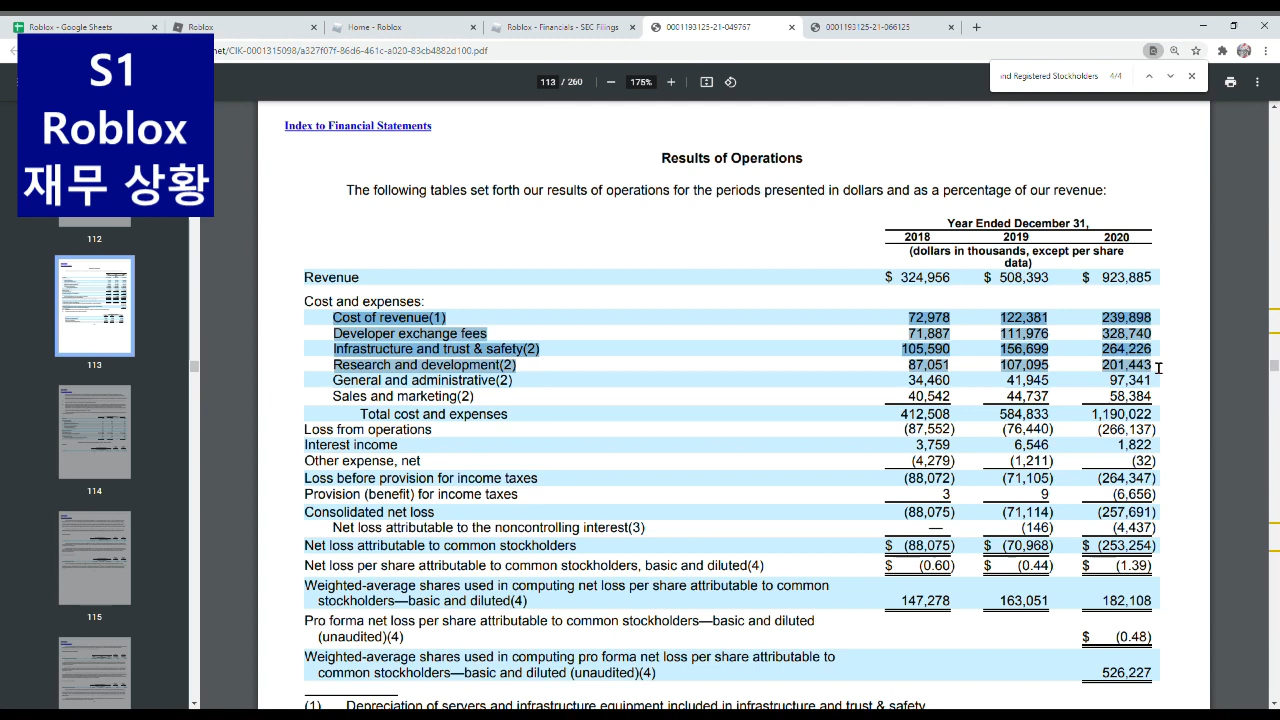 Roblox - Google Sheets
Roblox
Home - Roblox
Roblox - Financials - SEC Filings
0001193125-21-049767
0001193125-21-066125
net/CIK-0001315098/a327f07f-86d6-461c-a020-83cb4882d100.pdf
113 / 260
175%
ind Registered Stockholders 4/4
S1
Roblox
재무 상황
112
113
114
115
Index to Financial Statements
Results of Operations
The following tables set forth our results of operations for the periods presented in dollars and as a percentage of our revenue:
Year Ended December 31,
2018 2019 2020
(dollars in thousands, except per share
data)
Revenue $ 324,956 $ 508,393 $ 923,885
Cost and expenses:
Cost of revenue(1) 72,978 122,381 239,898
Developer exchange fees 71,887 111,976 328,740
Infrastructure and trust & safety(2) 105,590 156,699 264,226
Research and development(2) 87,051 107,095 201,443
General and administrative(2) 34,460 41,945 97,341
Sales and marketing(2) 40,542 44,737 58,384
Total cost and expenses 412,508 584,833 1,190,022
Loss from operations (87,552) (76,440) (266,137)
Interest income 3,759 6,546 1,822
Other expense, net (4,279) (1,211) (32)
Loss before provision for income taxes (88,072) (71,105) (264,347)
Provision (benefit) for income taxes 3 9 (6,656)
Consolidated net loss (88,075) (71,114) (257,691)
Net loss attributable to the noncontrolling interest(3) — (146) (4,437)
Net loss attributable to common stockholders $ (88,075) $ (70,968) $ (253,254)
Net loss per share attributable to common stockholders, basic and diluted(4) $ (0.60) $ (0.44) $ (1.39)
Weighted-average shares used in computing net loss per share attributable to common
stockholders—basic and diluted(4) 147,278 163,051 182,108
Pro forma net loss per share attributable to common stockholders—basic and diluted
(unaudited)(4) $ (0.48)
Weighted-average shares used in computing pro forma net loss per share attributable to
common stockholders—basic and diluted (unaudited)(4) 526,227
(1) Depreciation of servers and infrastructure equipment included in infrastructure and trust & safety.